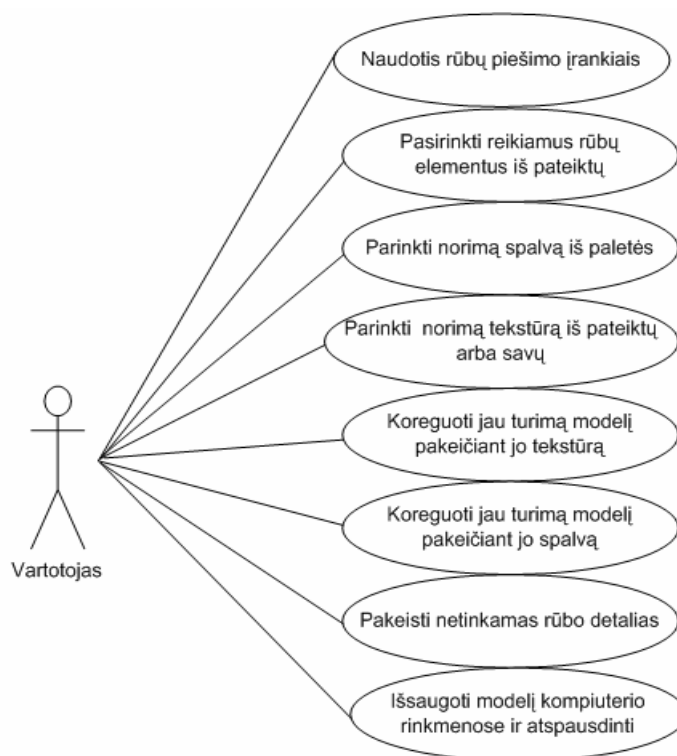 Naudotis rūbų piešimo įrankiais
Pasirinkti reikiamus rūbų
elementus iš pateiktų
Parinkti norimą spalvą iš paletės
Parinkti norimą tekstūrą iš pateiktų
arba savų
Koreguoti jau turimą modelį
pakeičiant jo tekstūrą
Koreguoti jau turimą modelį
pakeičiant jo spalvą
Vartotojas
Pakeisti netinkamas rūbo detalias
Išsaugoti modelį kompiuterio
rinkmenose ir atspausdinti